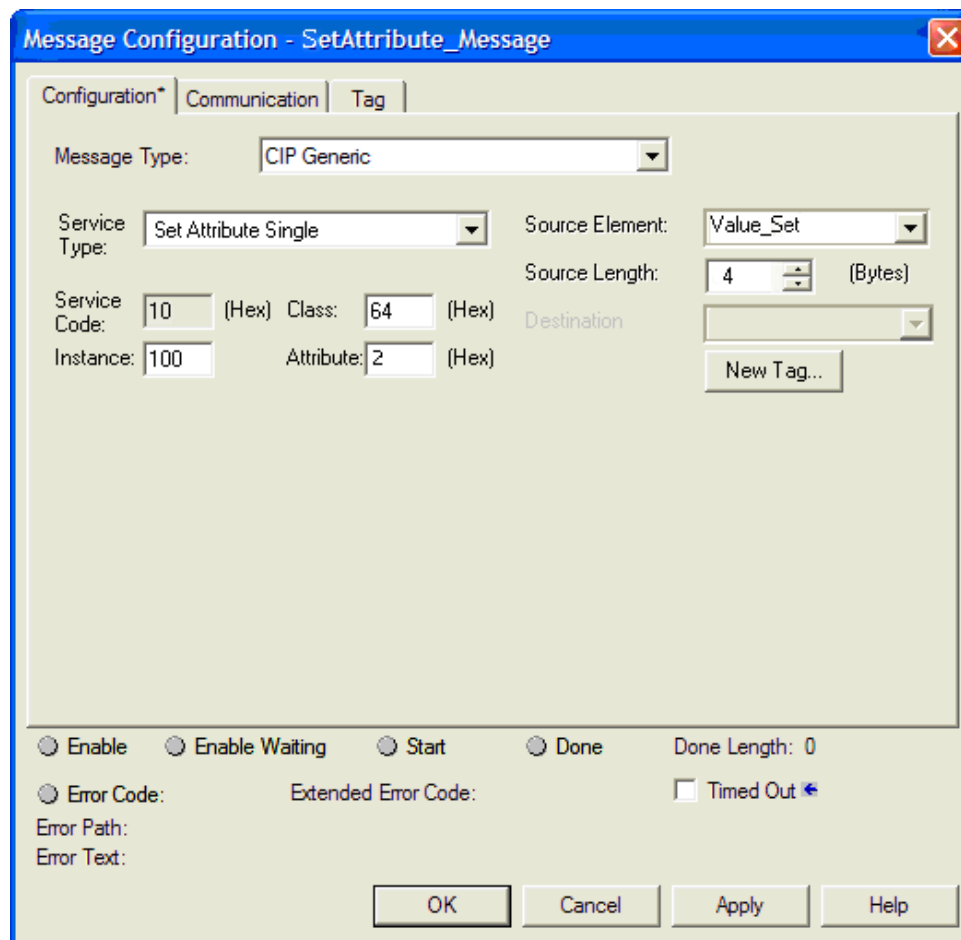 Message Configuration - SetAttribute_Message
Configuration* Communication Tag
Message Type: CIP Generic
Service Type: Set Attribute Single
Source Element: Value_Set
Source Length: 4 (Bytes)
Service Code: 10 (Hex) Class: 64 (Hex)
Destination
Instance: 100 Attribute: 2 (Hex)
New Tag...
Enable Enable Waiting Start Done Done Length: 0
Error Code: Extended Error Code: Timed Out
Error Path:
Error Text:
OK Cancel Apply Help